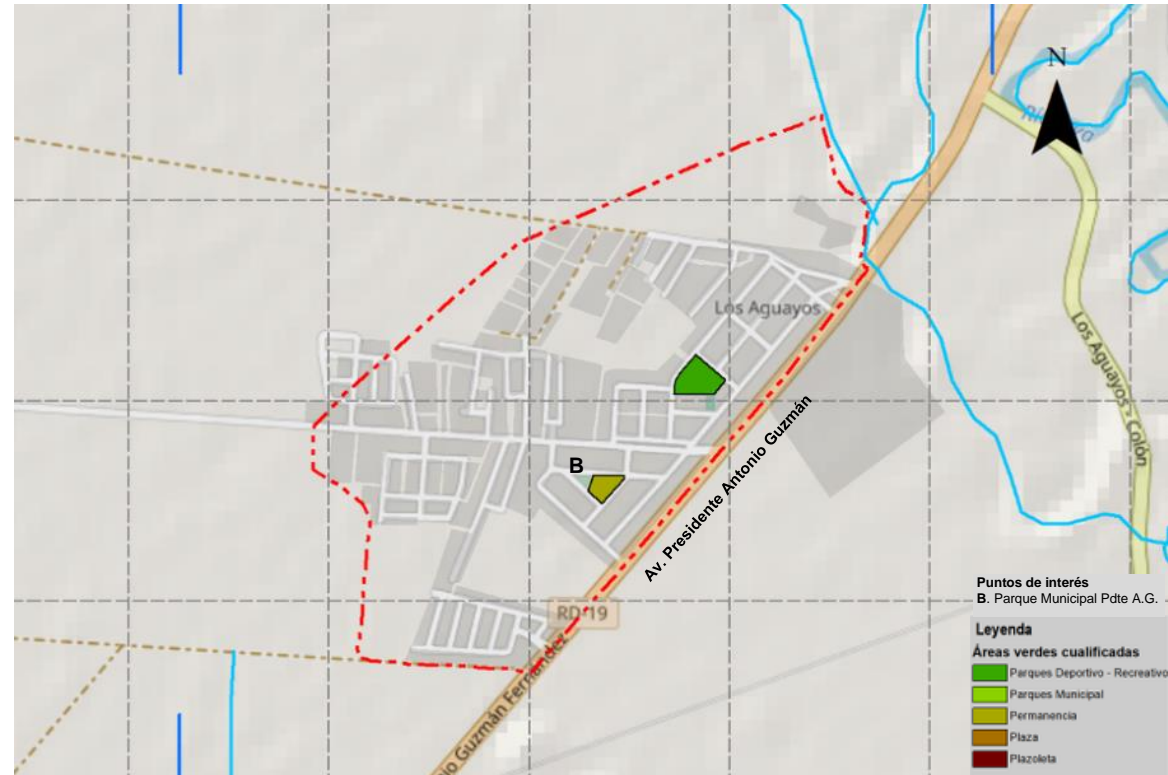 N
Los Aguayos
B
Av. Presidente Antonio Guzmán
Los Aguayos - Colón
RD-19
io Guzmán Fernández
Puntos de interés
B. Parque Municipal Pdte A.G.
Leyenda
Áreas verdes cualificadas
Parques Deportivo - Recreativo
Parques Municipal
Permanencia
Plaza
Plazoleta